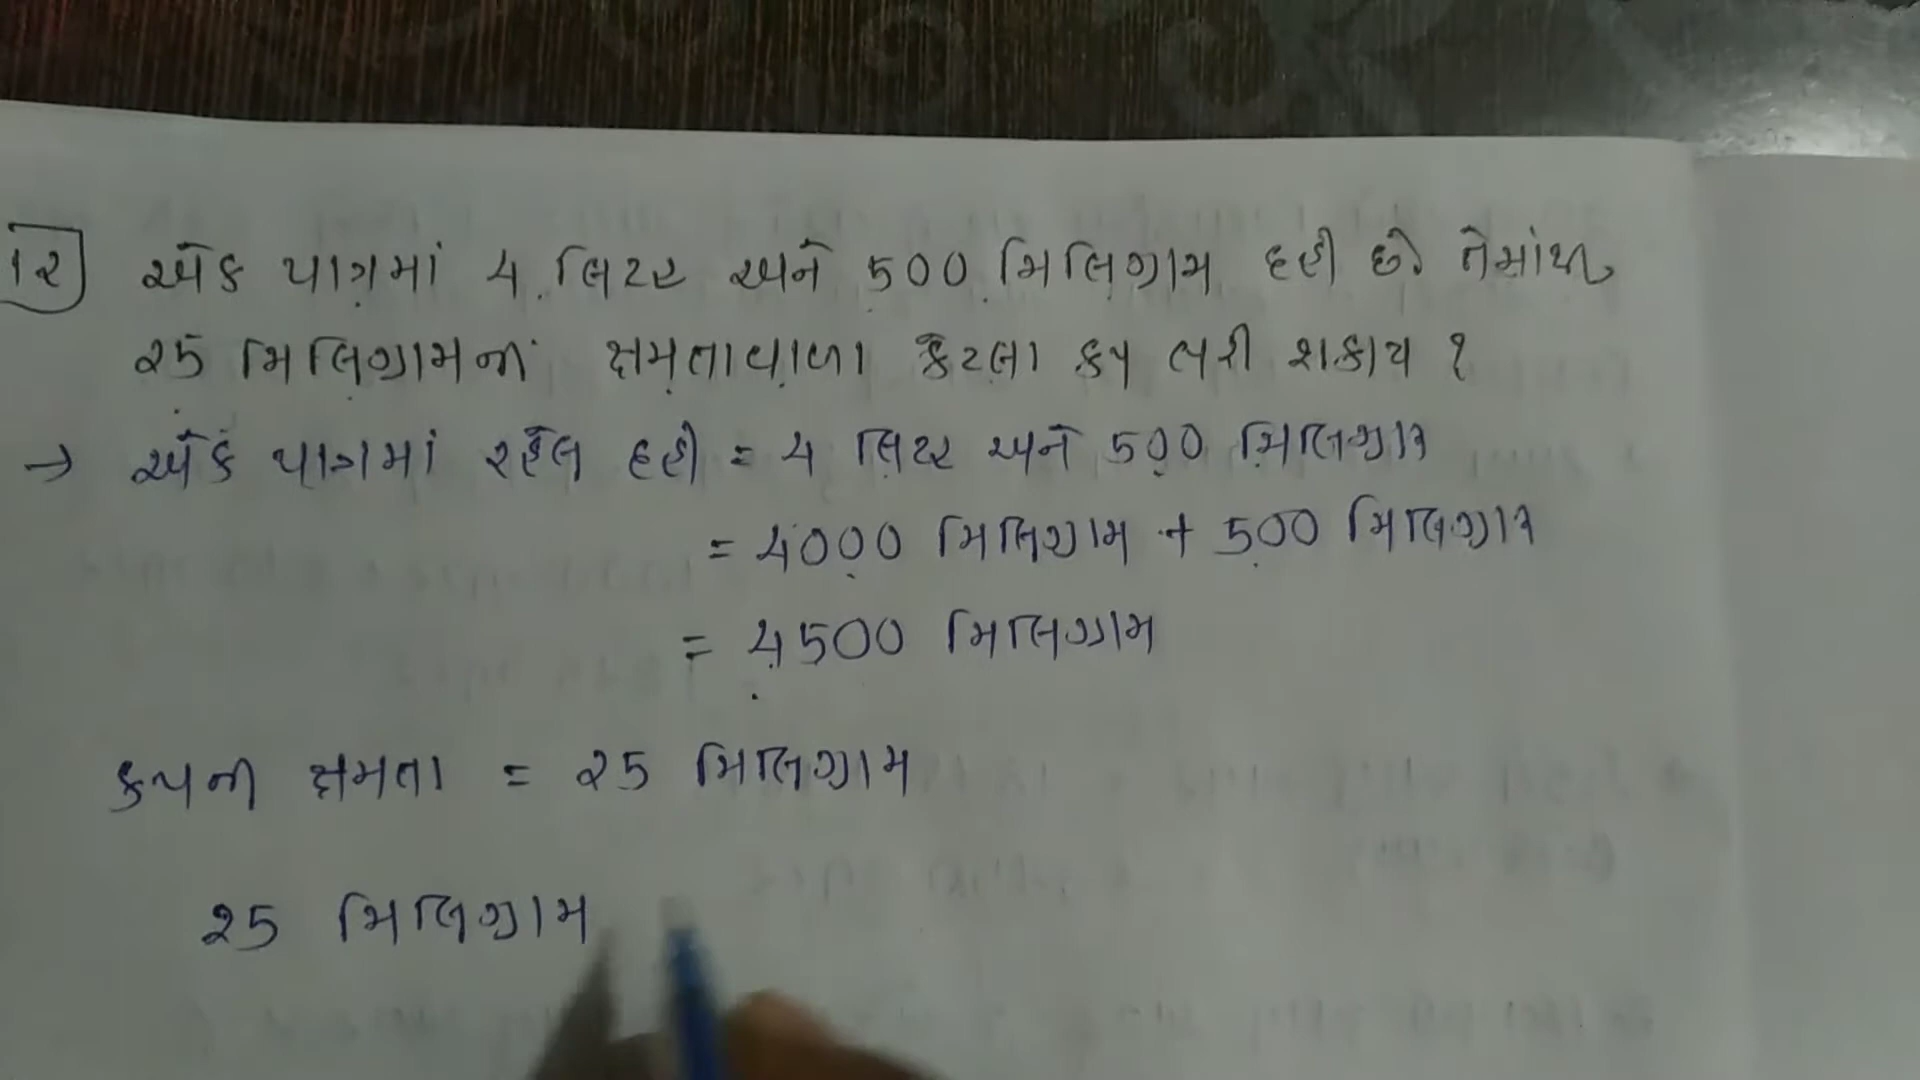 12 એક પાત્રમાં 4 લિટર અને 500 મિલિગ્રામ દહી છે. તેમાંથી
25 મિલિગ્રામની ક્ષમતાવાળા કેટલા કપ ભરી શકાય ?
→ એક પાત્રમાં રહેલ દહી = 4 લિટર અને 500 મિલિગ્રામ
= 4000 મિલિગ્રામ + 500 મિલિગ્રામ
= 4500 મિલિગ્રામ
કપની ક્ષમતા = 25 મિલિગ્રામ
25 મિલિગ્રામ